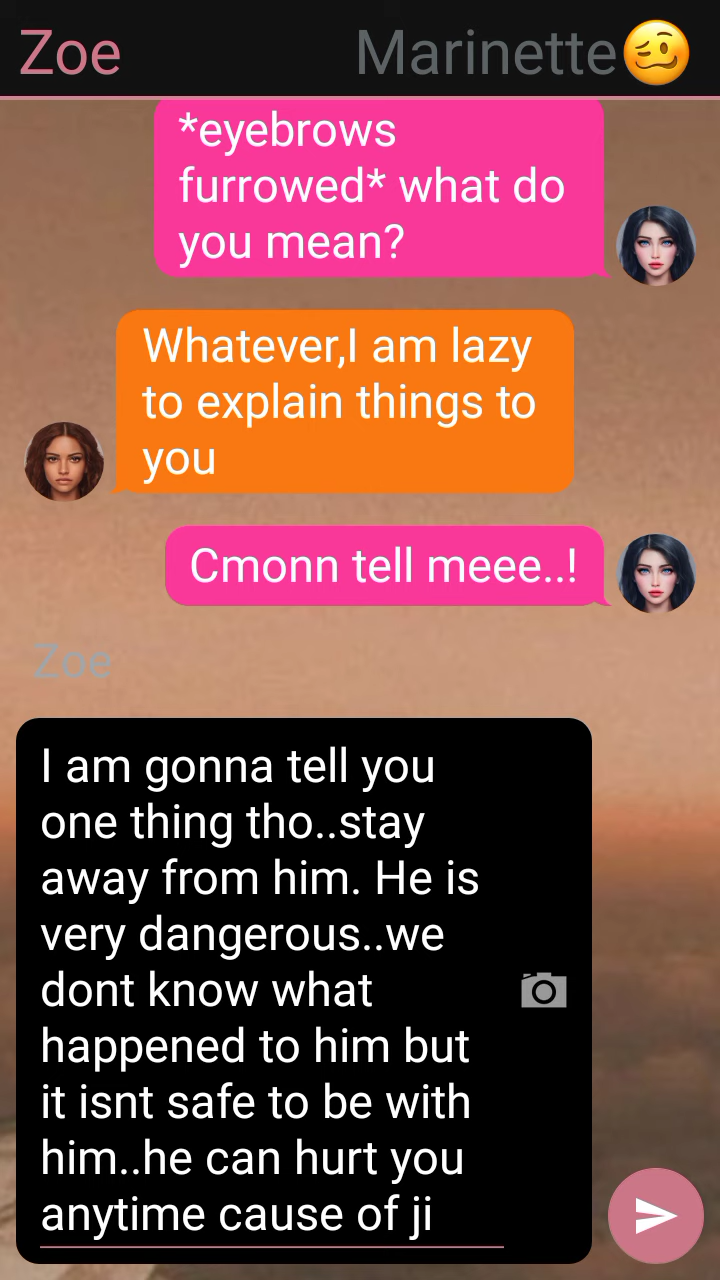 Zoe Marinette🥴
*eyebrows
furrowed* what do
you mean?
Whatever,I am lazy
to explain things to
you
Cmonn tell meee..!
Zoe
I am gonna tell you
one thing tho..stay
away from him. He is
very dangerous..we
dont know what
happened to him but
it isnt safe to be with
him..he can hurt you
anytime cause of ji